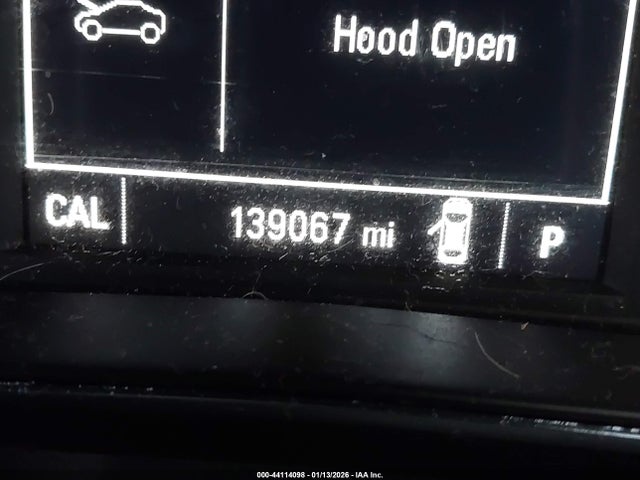 Hood Open
CAL 139067 mi P
000-44114098 - 01/13/2026 - IAA Inc.